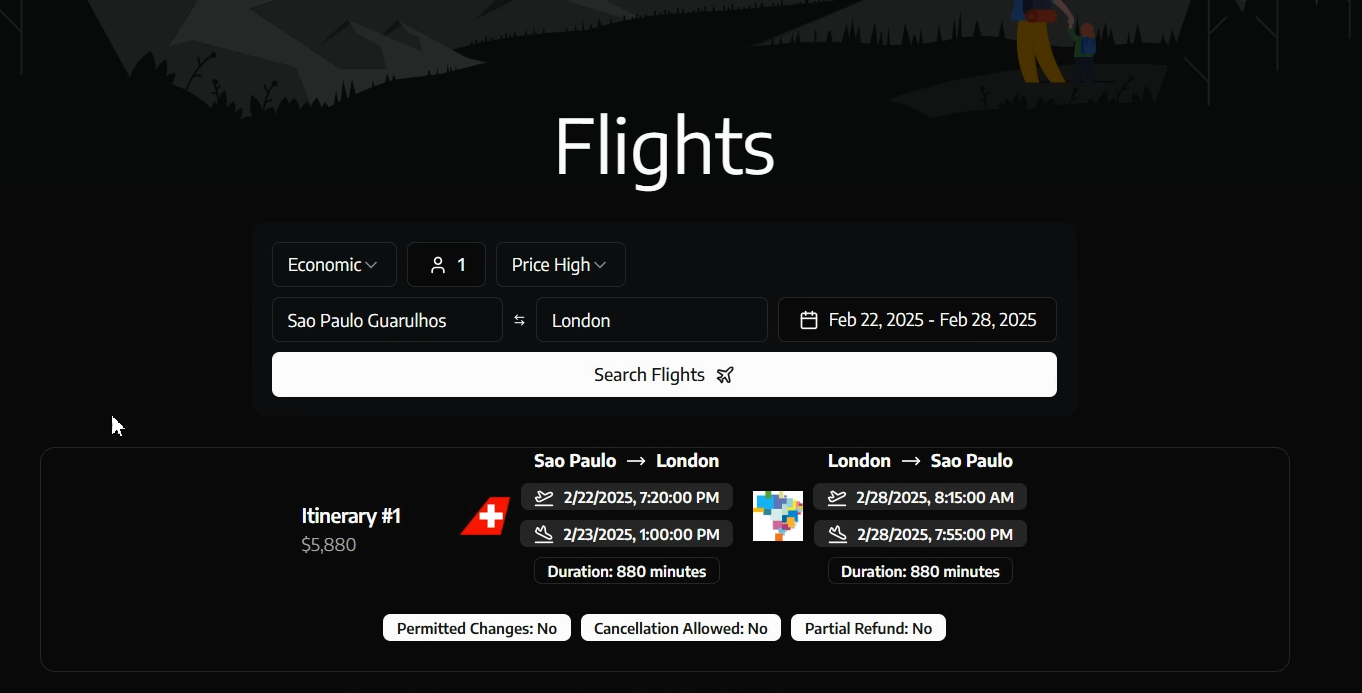 Flights
Economic
1
Price High
Sao Paulo Guarulhos
London
Feb 22, 2025 - Feb 28, 2025
Search Flights
Itinerary #1
$5,880
Sao Paulo → London
2/22/2025, 7:20:00 PM
2/23/2025, 1:00:00 PM
Duration: 880 minutes
London → Sao Paulo
2/28/2025, 8:15:00 AM
2/28/2025, 7:55:00 PM
Duration: 880 minutes
Permitted Changes: No
Cancellation Allowed: No
Partial Refund: No